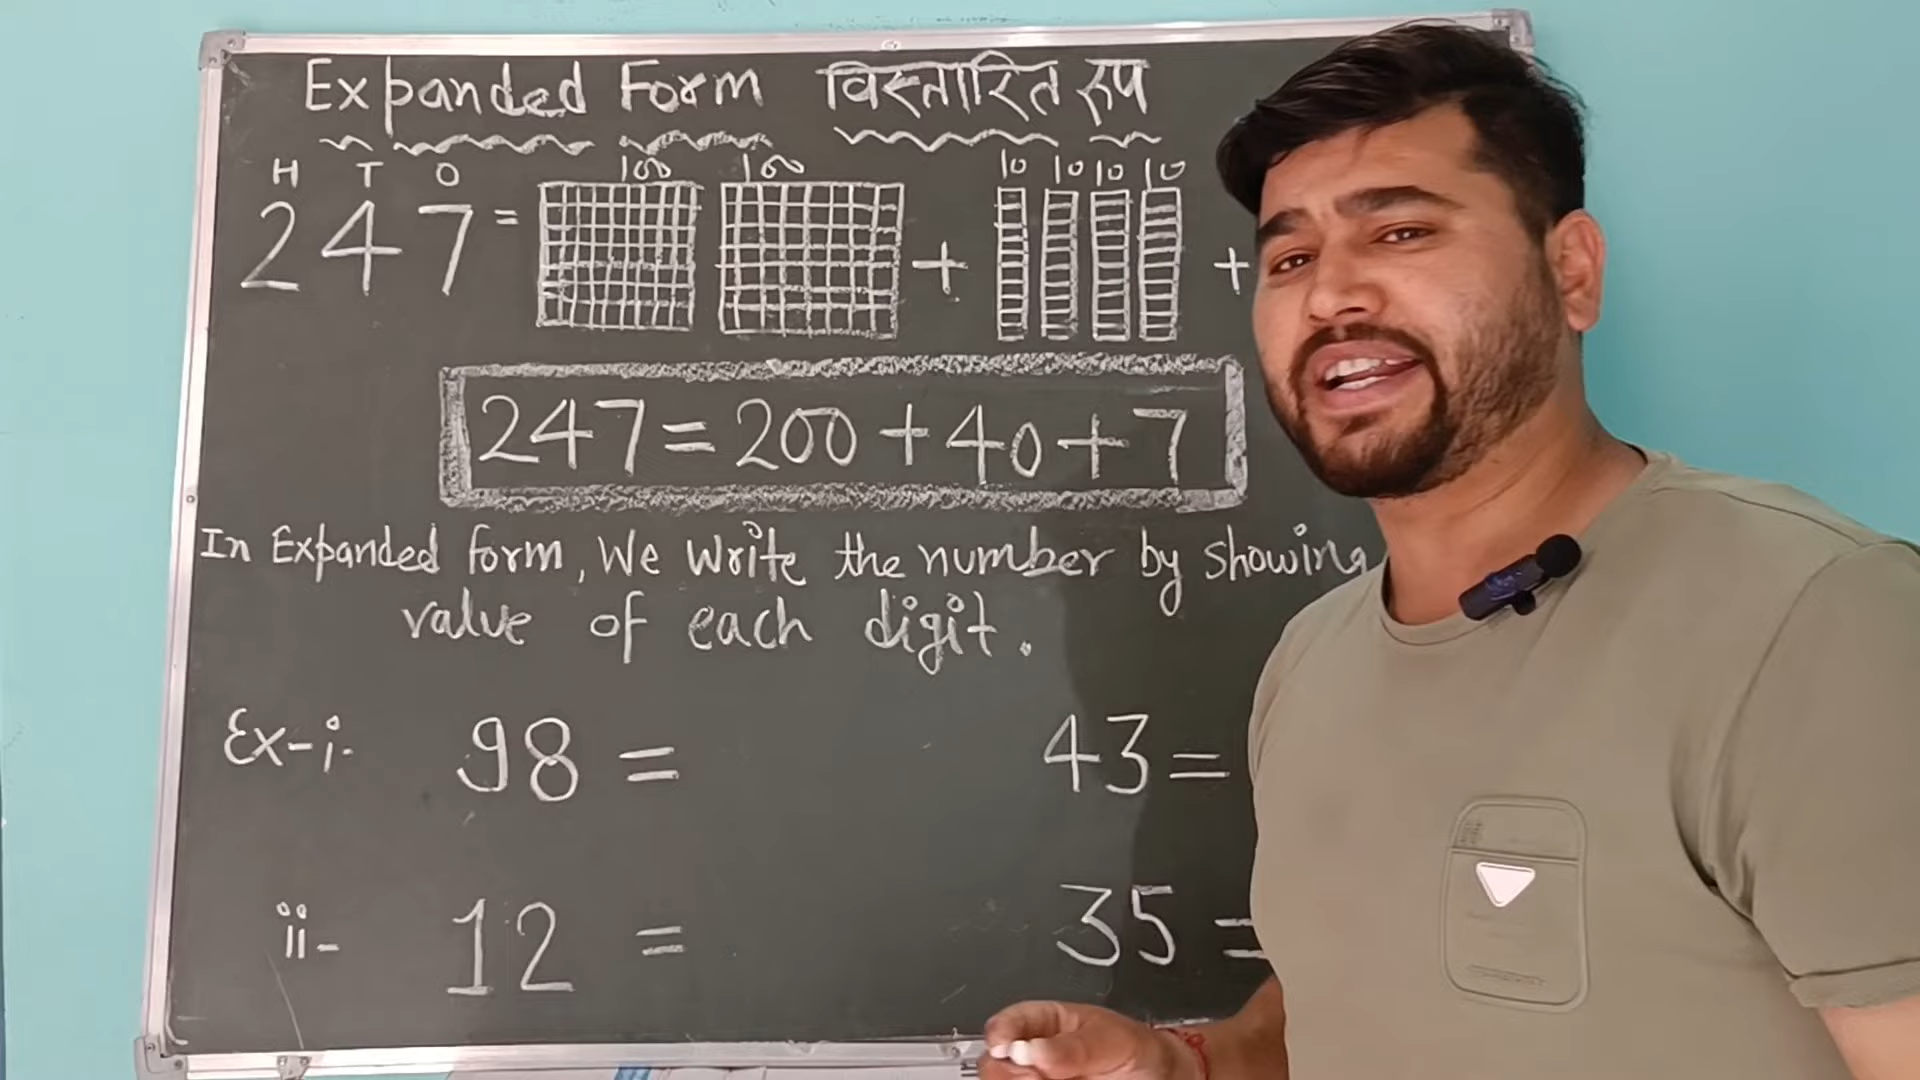 Expanded Form विस्तारित रूप
H T O 100 100 10 10 10 10
247 = + +
247 = 200 + 40 + 7
In Expanded form, We Write the number by showing
value of each digit.
Ex-i- 98 = 43 =
ii- 12 = 35 =